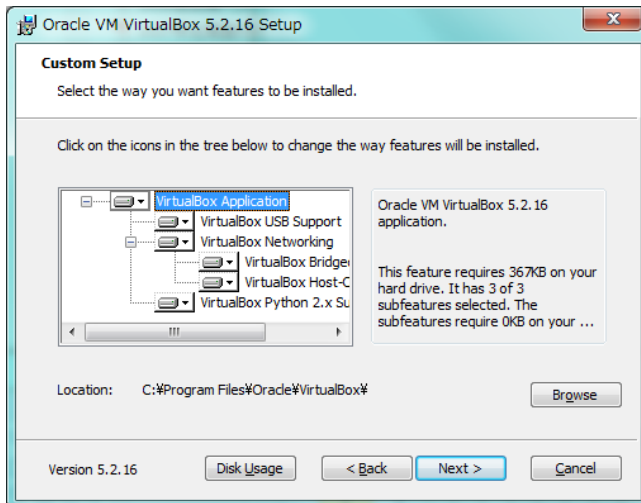 Oracle VM VirtualBox 5.2.16 Setup
Custom Setup
Select the way you want features to be installed.
Click on the icons in the tree below to change the way features will be installed.
VirtualBox Application
VirtualBox USB Support
VirtualBox Networking
VirtualBox Bridge
VirtualBox Host-C
VirtualBox Python 2.x Su
Oracle VM VirtualBox 5.2.16
application.
This feature requires 367KB on your
hard drive. It has 3 of 3
subfeatures selected. The
subfeatures require 0KB on your ...
Location: C:¥Program Files¥Oracle¥VirtualBox¥
Browse
Version 5.2.16
Disk Usage
< Back
Next >
Cancel